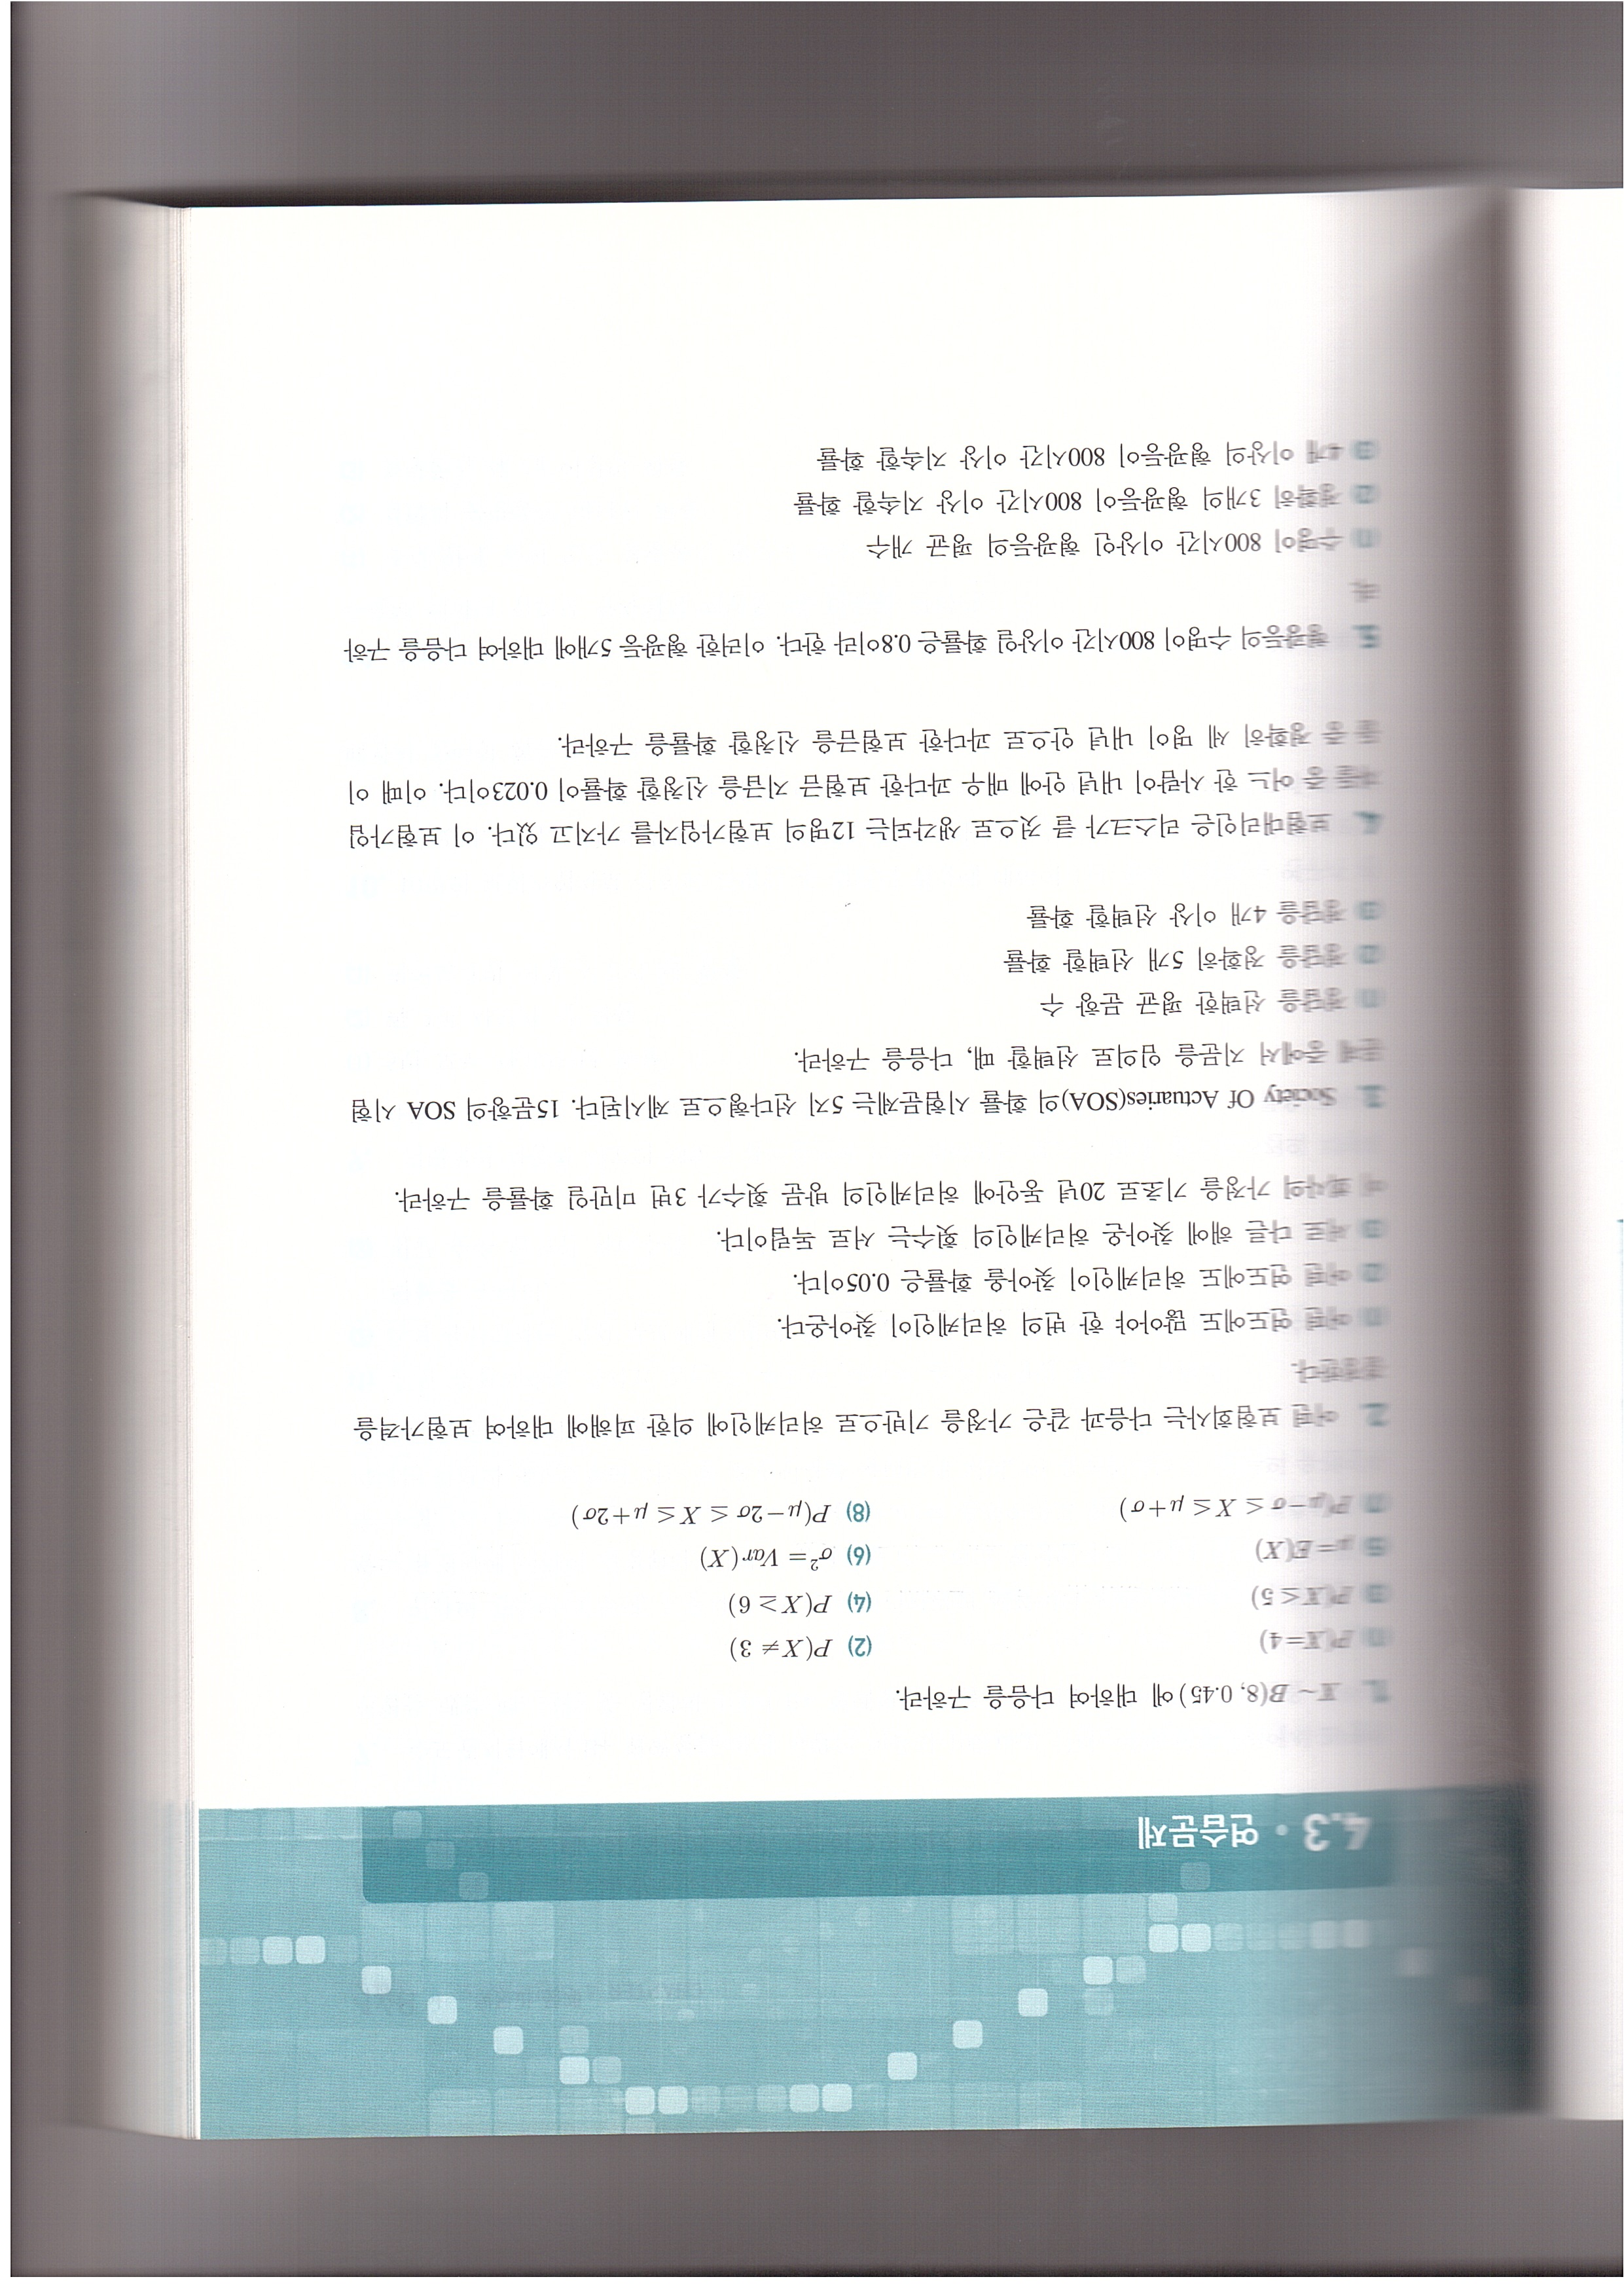 4.3 • 연습문제
1. X∼ B(8, 0.45)에 대하여 다음을 구하라.
(1) P(X=4)
(2) P(X≠ 3)
(3) P(X≤ 5)
(4) P(X≥ 6)
(5) μ= E(X)
(6) σ²= Var(X)
(7) P(μ−σ ≤ X≤ μ+σ)
(8) P(μ−2σ ≤ X≤ μ+2σ)
2. 어떤 보험회사는 다음과 같은 가정을 기반으로 허리케인에 의한 피해에 대하여 보험가격을
결정한다.
(1) 어떤 연도에도 많아야 한 번의 허리케인이 찾아온다.
(2) 어떤 연도에도 허리케인이 찾아올 확률은 0.05이다.
(3) 서로 다른 해에 찾아온 허리케인의 횟수는 서로 독립이다.
이 회사의 가정을 기초로 20년 동안에 허리케인의 방문 횟수가 3번 미만일 확률을 구하라.
3. Society Of Actuaries(SOA)의 확률 시험문제는 5지 선다형으로 제시된다. 15문항의 SOA 시험
문제 중에서 지문을 임의로 선택할 때, 다음을 구하라.
(1) 정답을 선택한 평균 문항 수
(2) 정답을 정확히 5개 선택할 확률
(3) 정답을 4개 이상 선택할 확률
4. 보험대리인은 리스크가 클 것으로 생각되는 12명의 보험가입자를 가지고 있다. 이 보험가입
자들 중 어느 한 사람이 내년 안에 매우 과다한 보험금 지급을 신청할 확률이 0.023이다. 이때 이
들 중 정확히 세 명이 내년 안으로 과다한 보험금을 신청할 확률을 구하라.
5. 형광등의 수명이 800시간 이상일 확률은 0.8이라 한다. 이러한 형광등 5개에 대하여 다음을 구하
라.
(1) 수명이 800시간 이상인 형광등의 평균 개수
(2) 정확히 3개의 형광등이 800시간 이상 지속할 확률
(3) 4개 이상의 형광등이 800시간 이상 지속할 확률